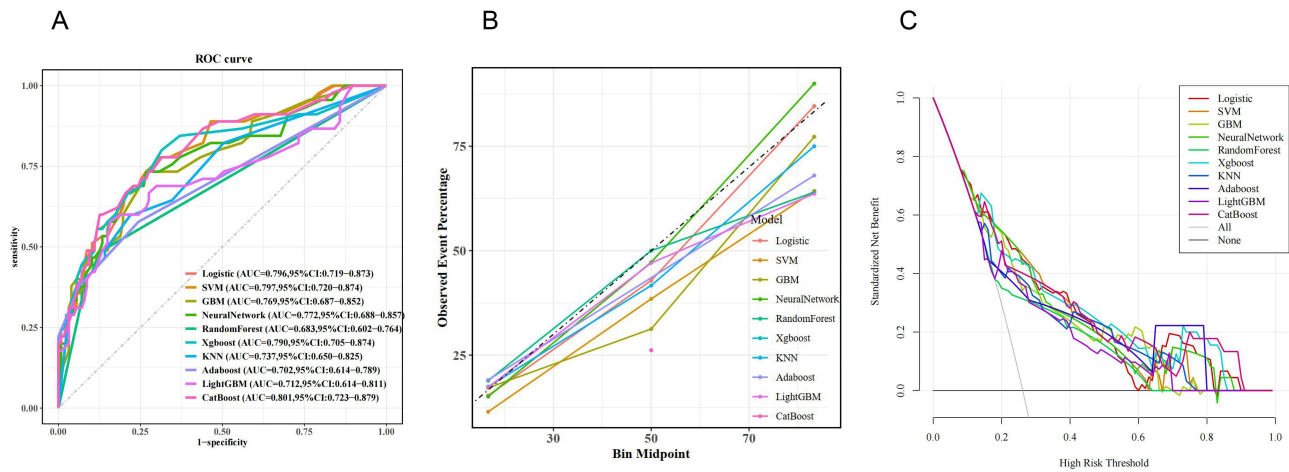 A
ROC curve
1.00
0.75
0.50
0.25
0.00
sensitivity
Logistic (AUC=0.796,95%CI:0.719−0.873)
SVM (AUC=0.797,95%CI:0.720−0.874)
GBM (AUC=0.769,95%CI:0.687−0.852)
NeuralNetwork (AUC=0.772,95%CI:0.688−0.857)
RandomForest (AUC=0.683,95%CI:0.602−0.764)
Xgboost (AUC=0.790,95%CI:0.705−0.874)
KNN (AUC=0.737,95%CI:0.650−0.825)
Adaboost (AUC=0.702,95%CI:0.614−0.789)
LightGBM (AUC=0.712,95%CI:0.614−0.811)
CatBoost (AUC=0.801,95%CI:0.723−0.879)
0.00 0.25 0.50 0.75 1.00
1−specificity
B
Observed Event Percentage
75
50
25
Model
Logistic
SVM
GBM
NeuralNetwork
RandomForest
Xgboost
KNN
Adaboost
LightGBM
CatBoost
30 50 70
Bin Midpoint
C
Standardized Net Benefit
1.0
0.8
0.6
0.4
0.2
0.0
Logistic
SVM
GBM
NeuralNetwork
RandomForest
Xgboost
KNN
Adaboost
LightGBM
CatBoost
All
None
0.0 0.2 0.4 0.6 0.8 1.0
High Risk Threshold